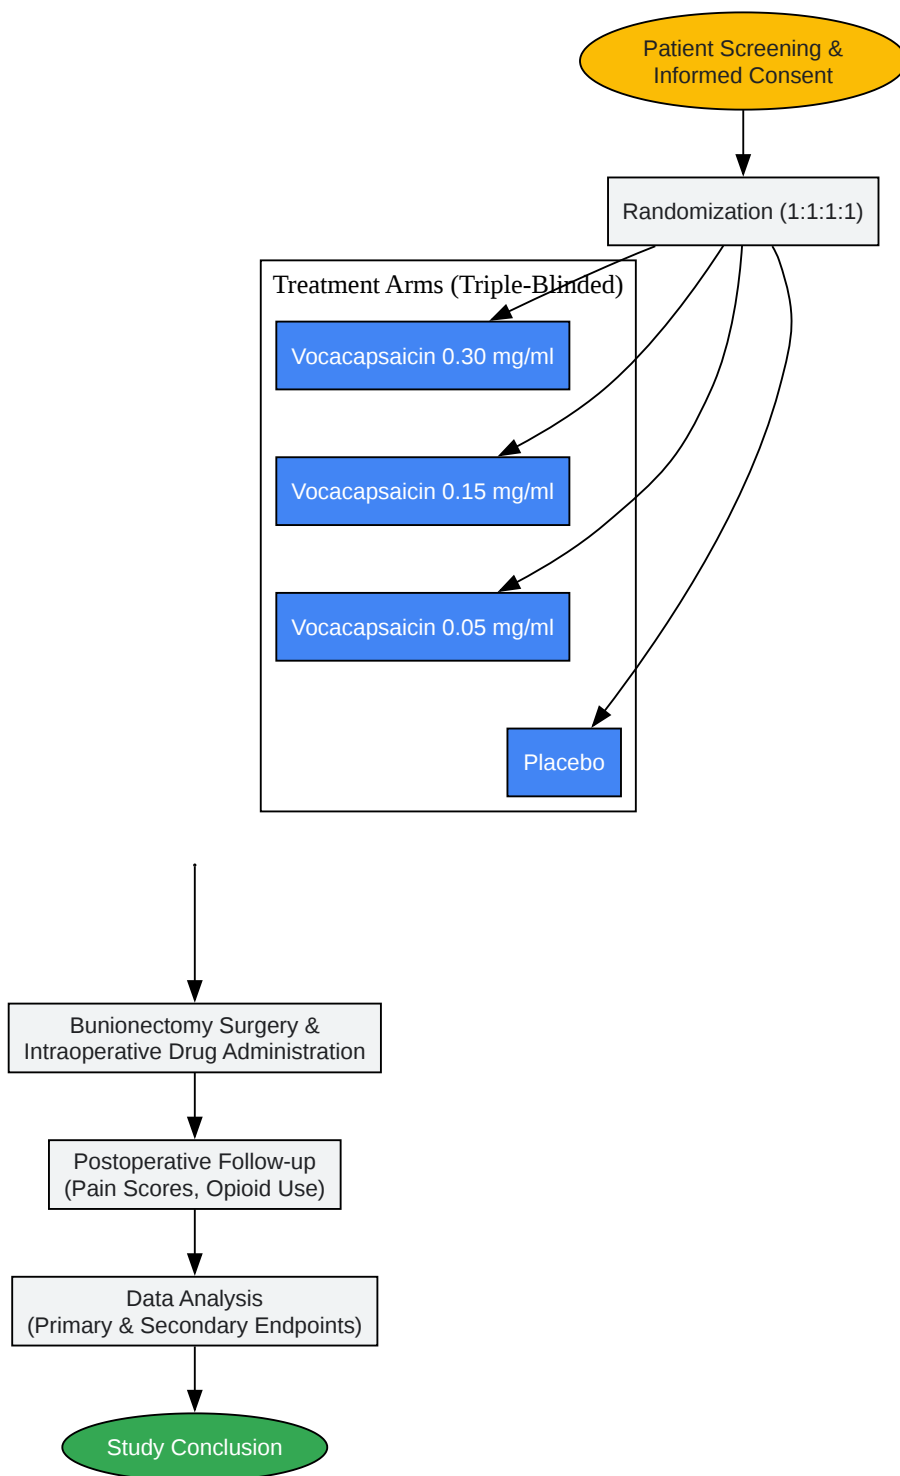 Patient Screening &
Informed Consent
Randomization (1:1:1:1)
Treatment Arms (Triple-Blinded)
Vocacapsaicin 0.30 mg/ml
Vocacapsaicin 0.15 mg/ml
Vocacapsaicin 0.05 mg/ml
Placebo
Bunionectomy Surgery &
Intraoperative Drug Administration
Postoperative Follow-up
(Pain Scores, Opioid Use)
Data Analysis
(Primary & Secondary Endpoints)
Study Conclusion